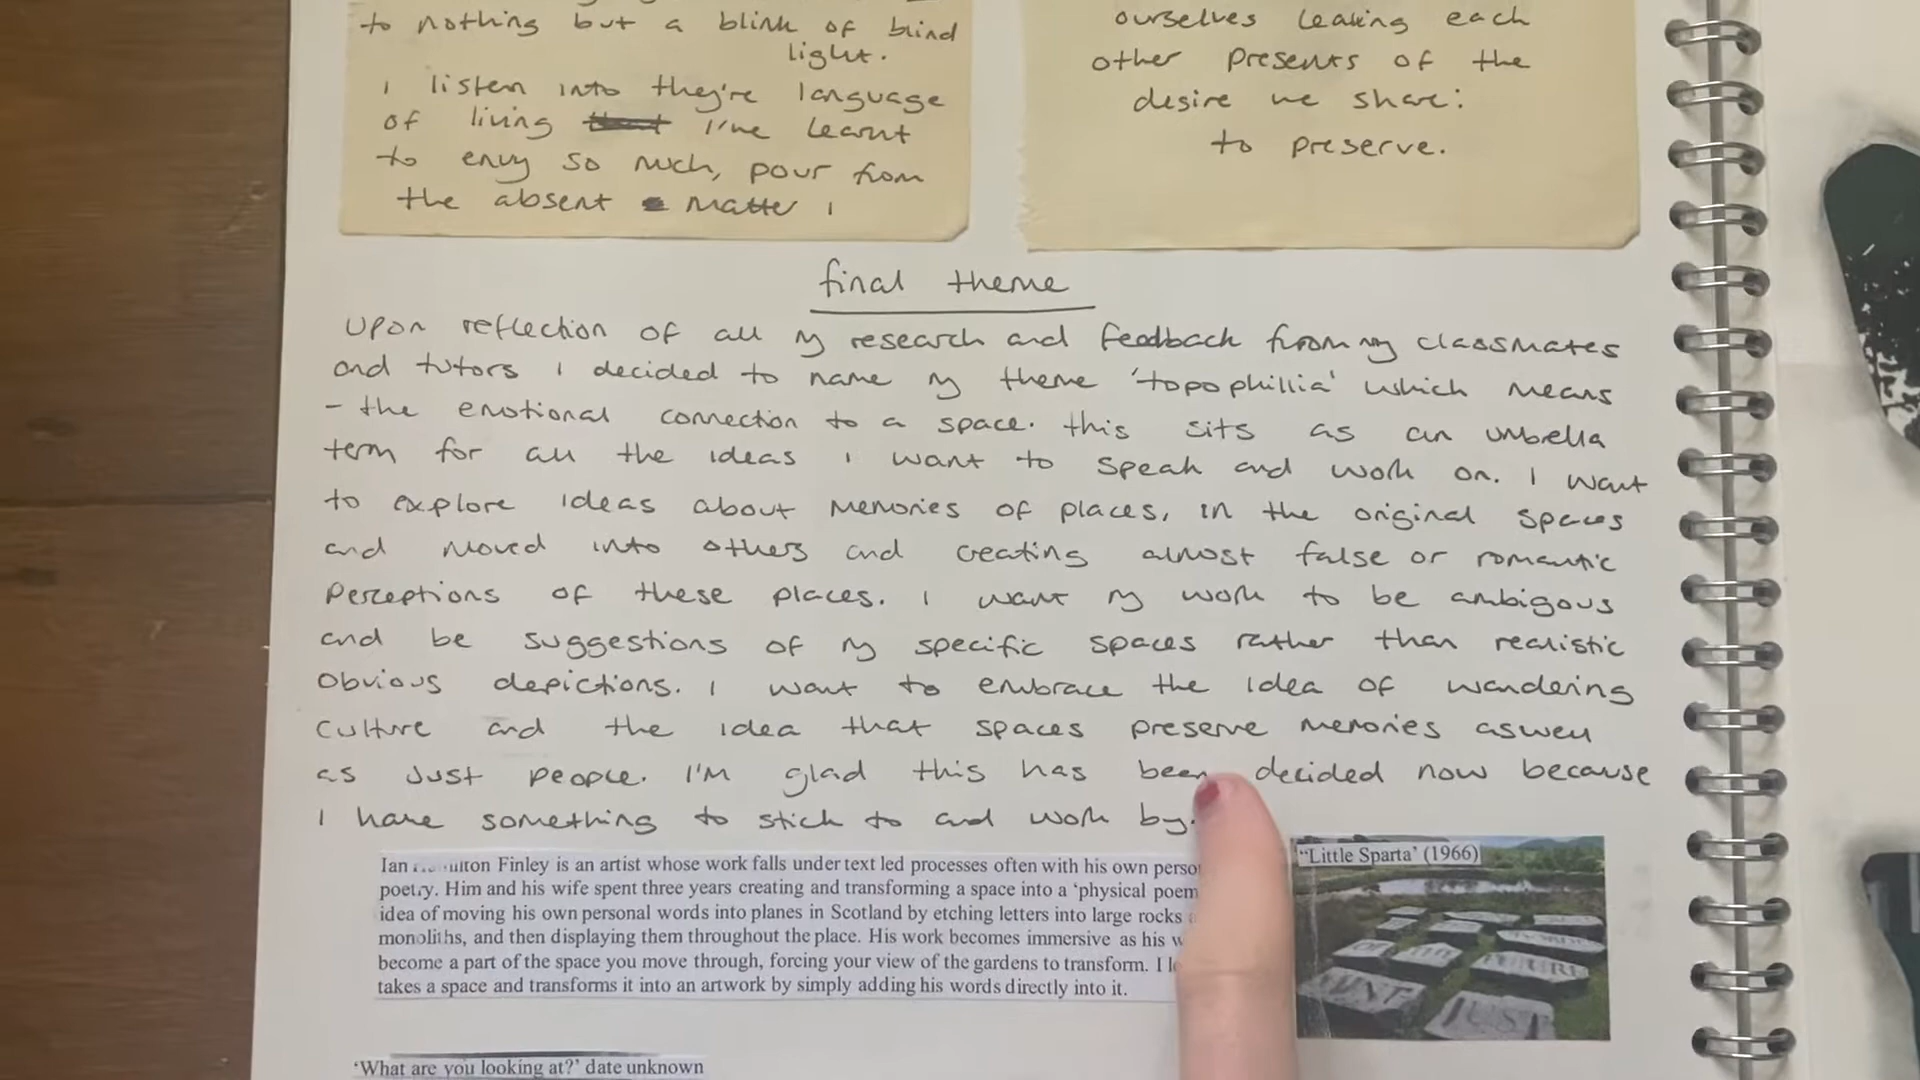 to nothing but a blink of blind
light.
I listen into they're language
of living I've learnt
to envy so much, pour from
the absent matter I
ourselves leaving each
other presents of the
desire we share:
to preserve.
final theme
Upon reflection of all my research and feedback from my classmates
and tutors I decided to name my theme 'topophillia' which means
- the emotional connection to a space. this sits as an umbrella
term for all the ideas I want to speak and work on. I want
to explore ideas about memories of places, in the original spaces
and moved into others and creating almost false or romantic
perceptions of these places. I want my work to be ambigous
and be suggestions of my specific spaces rather than realistic
obvious depictions. I want to embrace the idea of wandering
culture and the idea that spaces preserve memories aswell
as just people. I'm glad this has been decided now because
I have something to stick to and work by.
Ian Finley is an artist whose work falls under text led processes often with his own
poetry. Him and his wife spent three years creating and transforming a space into a 'physical poem
idea of moving his own personal words into planes in Scotland by etching letters into large rocks
monoliths, and then displaying them throughout the place. His work becomes immersive as his
become a part of the space you move through, forcing your view of the gardens to transform. I
takes a space and transforms it into an artwork by simply adding his words directly into it.
"Little Sparta' (1966)
JUST
'What are you looking at?' date unknown